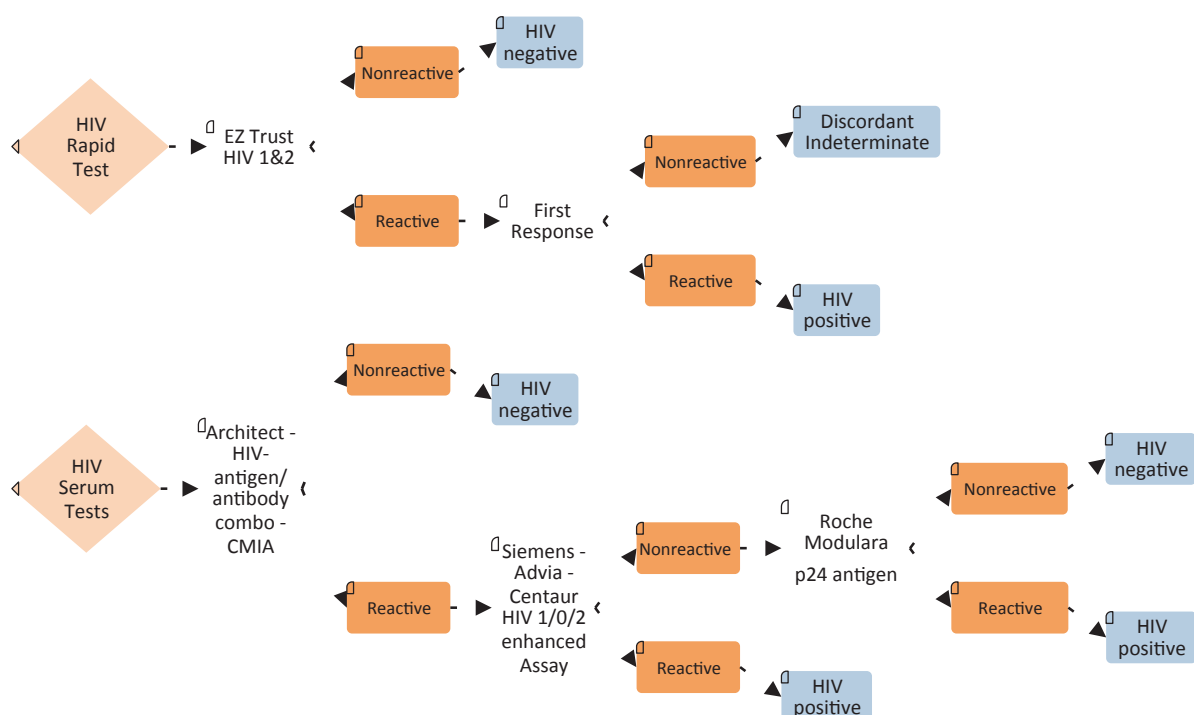 HIV
Rapid
Test
EZ Trust
HIV 1&2
Nonreactive
HIV
negative
Reactive
First
Response
Nonreactive
Discordant
Indeterminate
Reactive
HIV
positive
HIV
Serum
Tests
Architect -
HIV-
antigen/
antibody
combo -
CMIA
Nonreactive
HIV
negative
Reactive
Siemens -
Advia -
Centaur
HIV 1/0/2
enhanced
Assay
Nonreactive
Roche
Modulara
p24 antigen
Nonreactive
HIV
negative
Reactive
HIV
positive
Reactive
HIV
positive